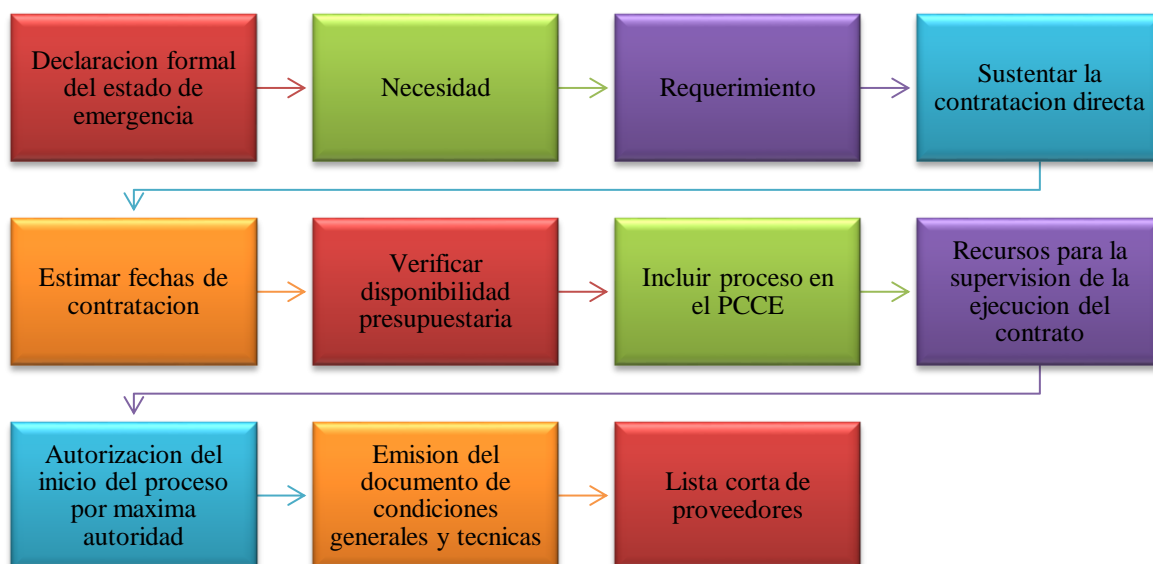 Declaracion formal
del estado de
emergencia
Necesidad
Requerimiento
Sustentar la
contratacion directa
Estimar fechas de
contratacion
Verificar
disponibilidad
presupuestaria
Incluir proceso en
el PCCE
Recursos para la
supervision de la
ejecucion del
contrato
Autorizacion del
inicio del proceso
por maxima
autoridad
Emision del
documento de
condiciones
generales y tecnicas
Lista corta de
proveedores